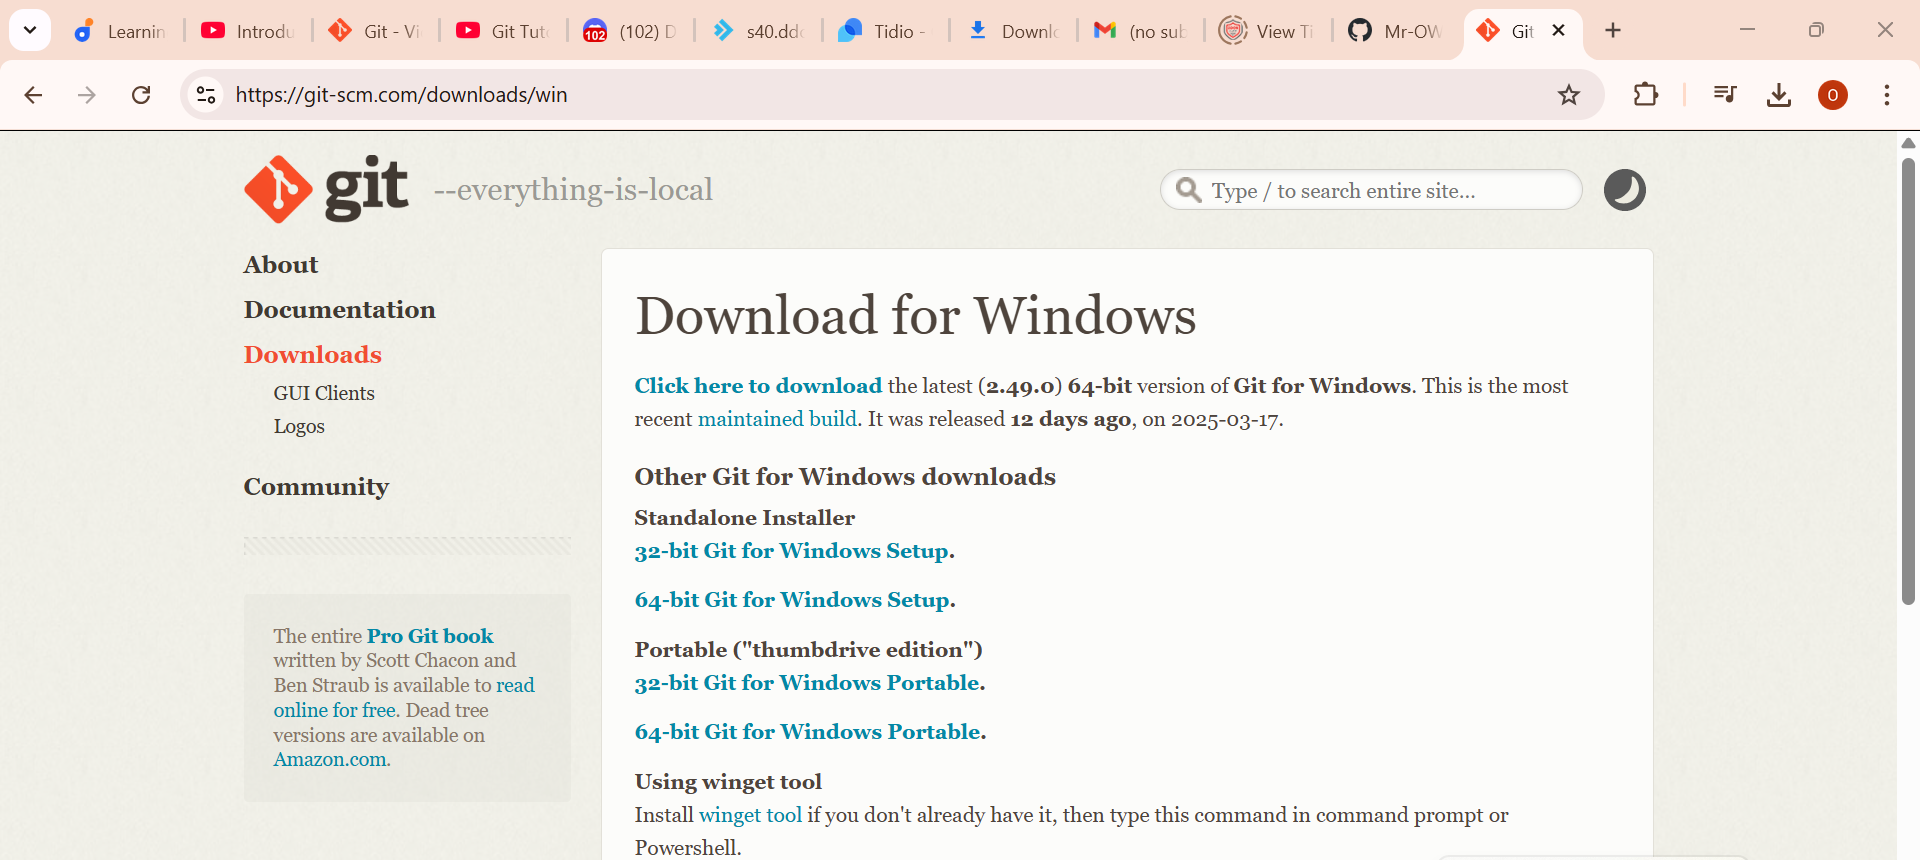 Learnin
Introdu
Git - Vi
Git Tut
102
(102) D
s40.ddo
Tidio -
Downlo
(no sub
View Ti
Mr-OW
Git
https://git-scm.com/downloads/win
O
git --everything-is-local
Type / to search entire site...
About
Documentation
Downloads
GUI Clients
Logos
Community
The entire Pro Git book
written by Scott Chacon and
Ben Straub is available to read
online for free. Dead tree
versions are available on
Amazon.com.
Download for Windows
Click here to download the latest (2.49.0) 64-bit version of Git for Windows. This is the most
recent maintained build. It was released 12 days ago, on 2025-03-17.
Other Git for Windows downloads
Standalone Installer
32-bit Git for Windows Setup.
64-bit Git for Windows Setup.
Portable ("thumbdrive edition")
32-bit Git for Windows Portable.
64-bit Git for Windows Portable.
Using winget tool
Install winget tool if you don't already have it, then type this command in command prompt or
Powershell.